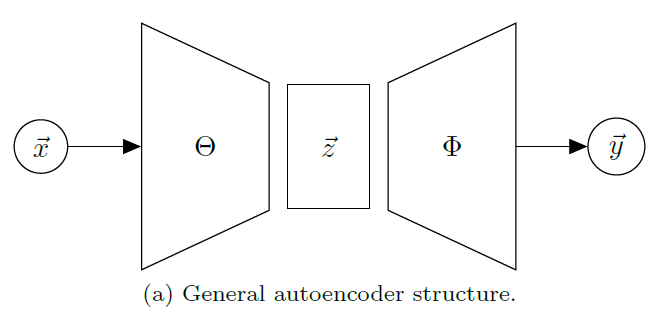 x⃗ Θ z⃗ Φ y⃗
(a) General autoencoder structure.